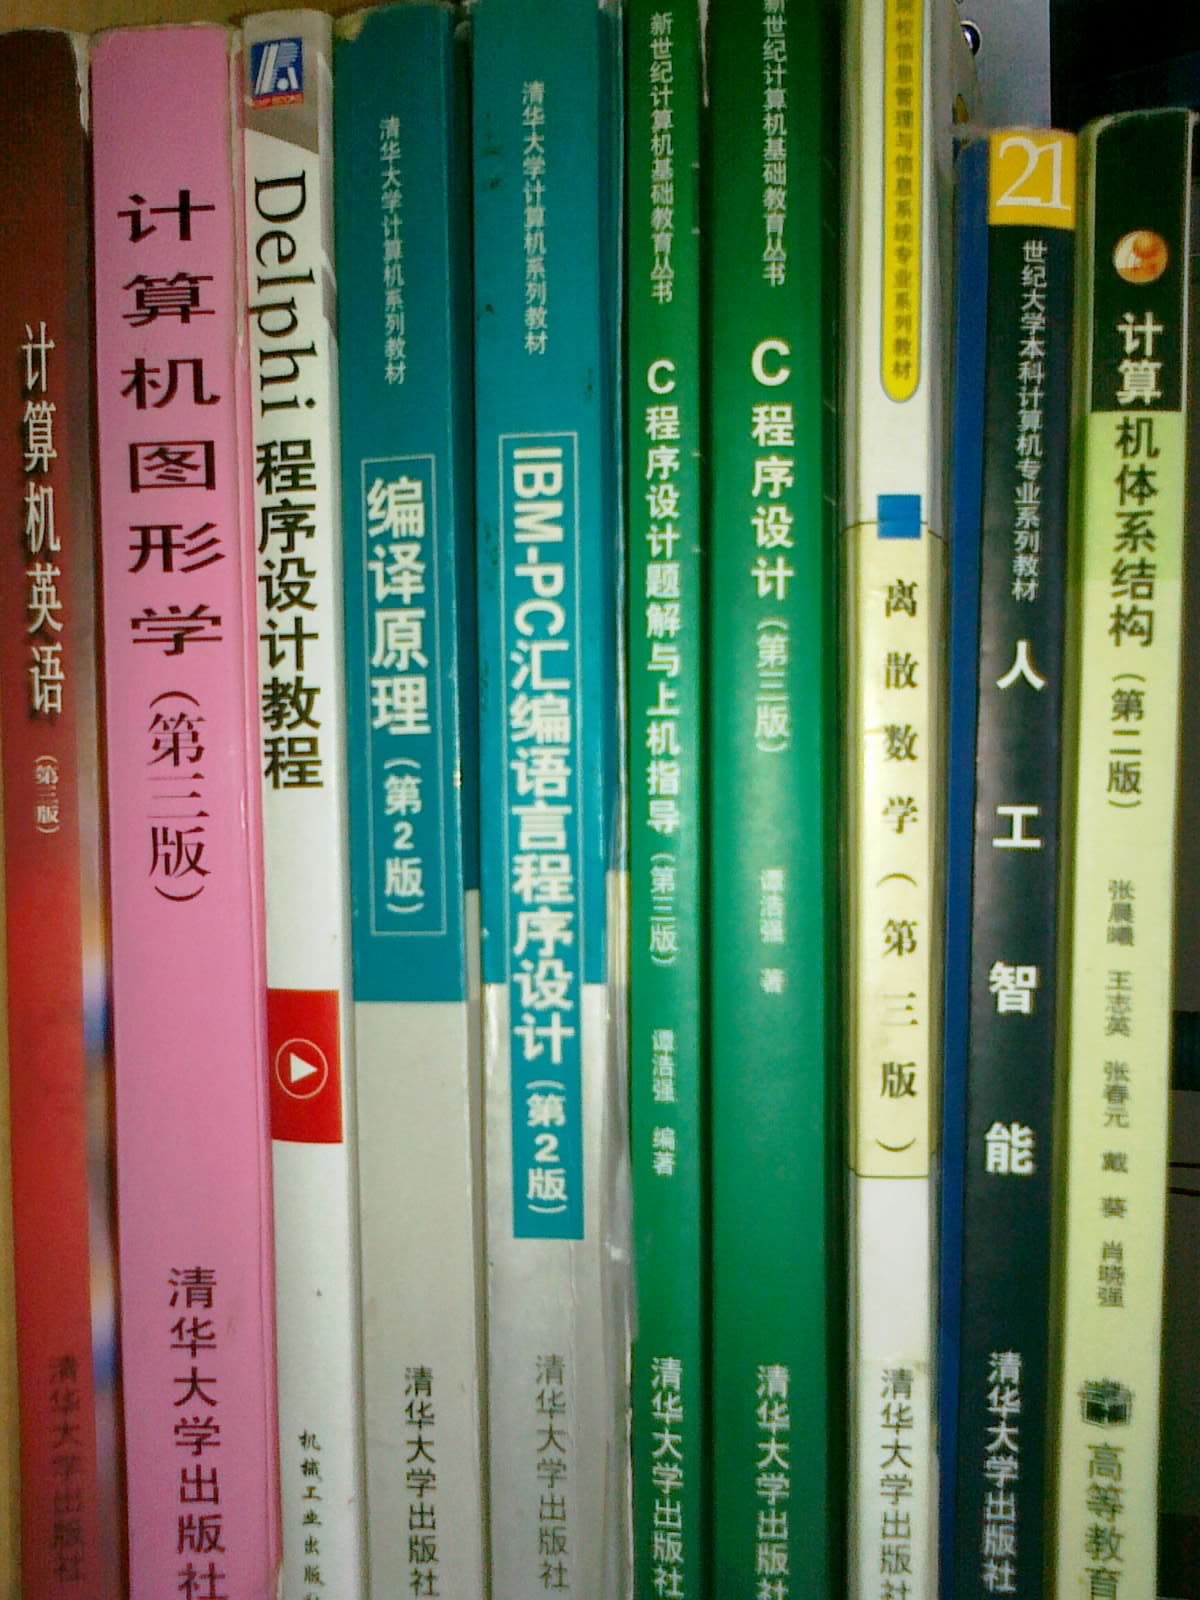 计算机英语
（第三版）
清华大学出版社
计算机图形学
（第三版）
清华大学出版社
Delphi 程序设计教程
机械工业出版
清华大学计算机系列教材
编译原理（第2版）
清华大学出版社
清华大学计算机系列教材
IBM-PC汇编语言程序设计（第2版）
清华大学出版社
新世纪计算机基础教育丛书
C程序设计题解与上机指导（第三版）
谭浩强 编著
清华大学出版社
新世纪计算机基础教育丛书
C程序设计（第三版）
谭浩强 著
清华大学出版社
院校信息管理与信息系统专业系列教材
离散数学（第三版）
清华大学出版社
21
世纪大学本科计算机专业系列教材
人工智能
清华大学出版社
计算机体系结构（第二版）
张晨曦 王志英 张春元 戴葵 肖晓强
高等教育